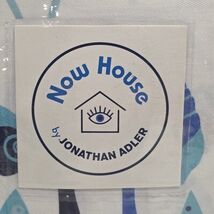 Now House
by JONATHAN ADLER